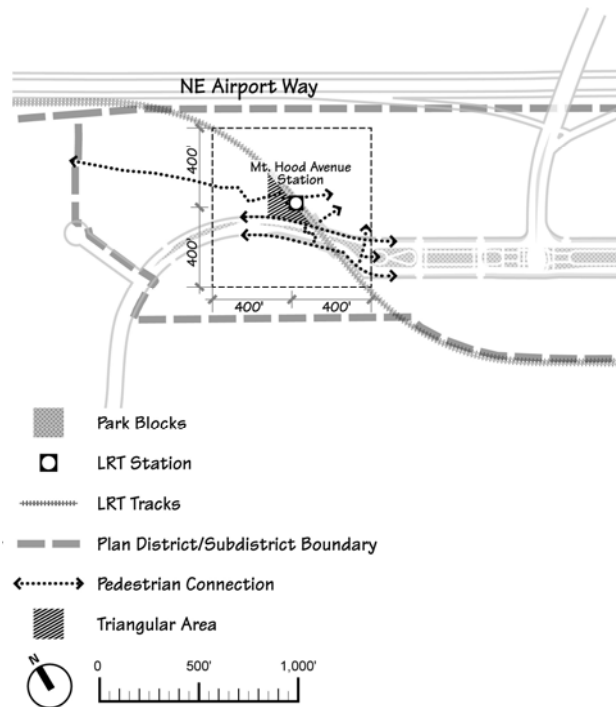 NE Airport Way
400'
Mt. Hood Avenue
Station
400'
400'
400'
Park Blocks
LRT Station
LRT Tracks
Plan District/Subdistrict Boundary
Pedestrian Connection
Triangular Area
N
0
500'
1,000'